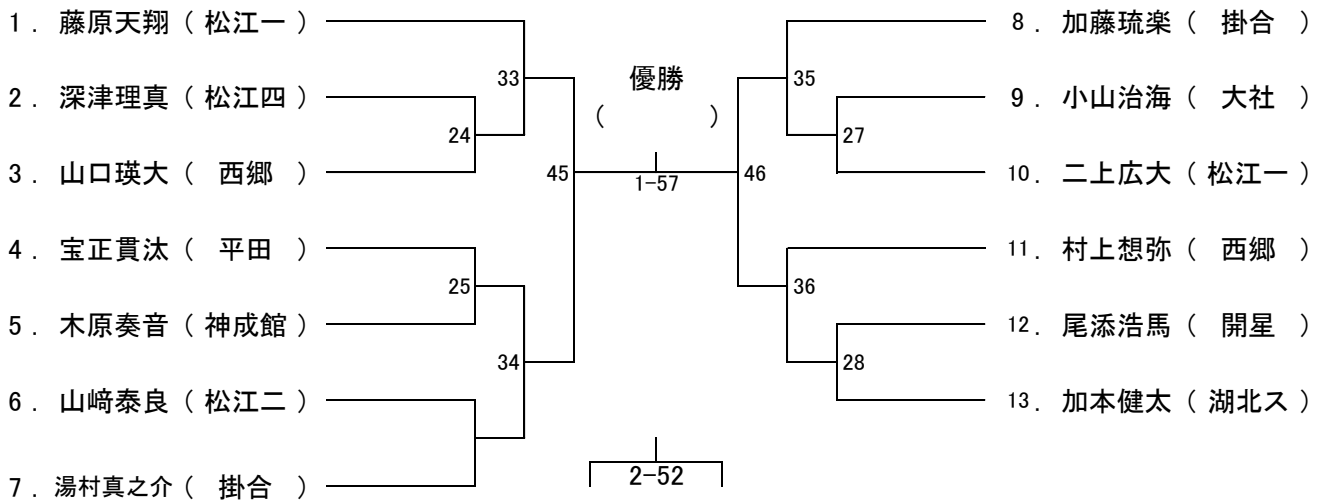 1．藤原天翔（松江一）
2．深津理真（松江四）
3．山口瑛大（　西郷　）
4．宝正貫汰（　平田　）
5．木原奏音（神成館）
6．山﨑泰良（松江二）
7．湯村真之介（　掛合　）
33
24
45
25
34
優勝
（　　　）
1-57
2-52
35
27
46
36
28
8．加藤琉楽（　掛合　）
9．小山治海（　大社　）
10．二上広大（松江一）
11．村上想弥（　西郷　）
12．尾添浩馬（　開星　）
13．加本健太（湖北ス）